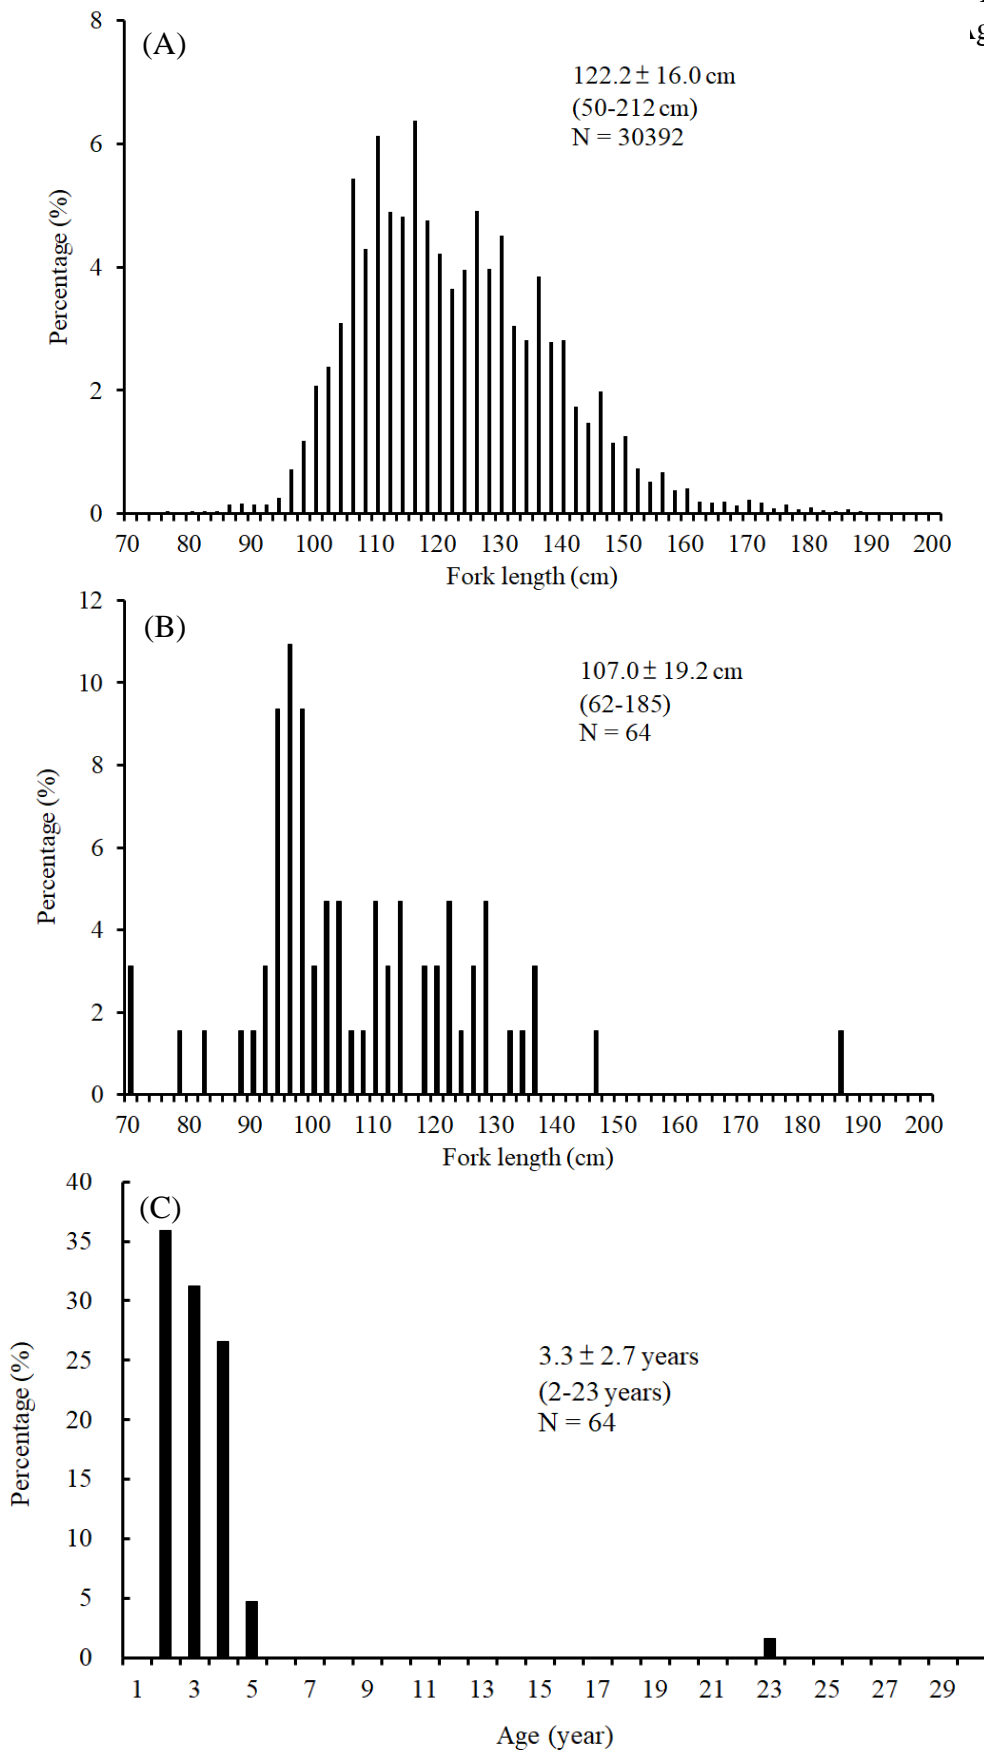 8
(A)
122.2 ± 16.0 cm
(50-212 cm)
N = 30392
6
4
2
0
Percentage (%)
70 80 90 100 110 120 130 140 150 160 170 180 190 200
Fork length (cm)
12
(B)
107.0 ± 19.2 cm
(62-185)
N = 64
10
8
6
4
2
0
Percentage (%)
70 80 90 100 110 120 130 140 150 160 170 180 190 200
Fork length (cm)
40
(C)
35
30
25
3.3 ± 2.7 years
(2-23 years)
N = 64
20
15
10
5
0
Percentage (%)
1 3 5 7 9 11 13 15 17 19 21 23 25 27 29
Age (year)